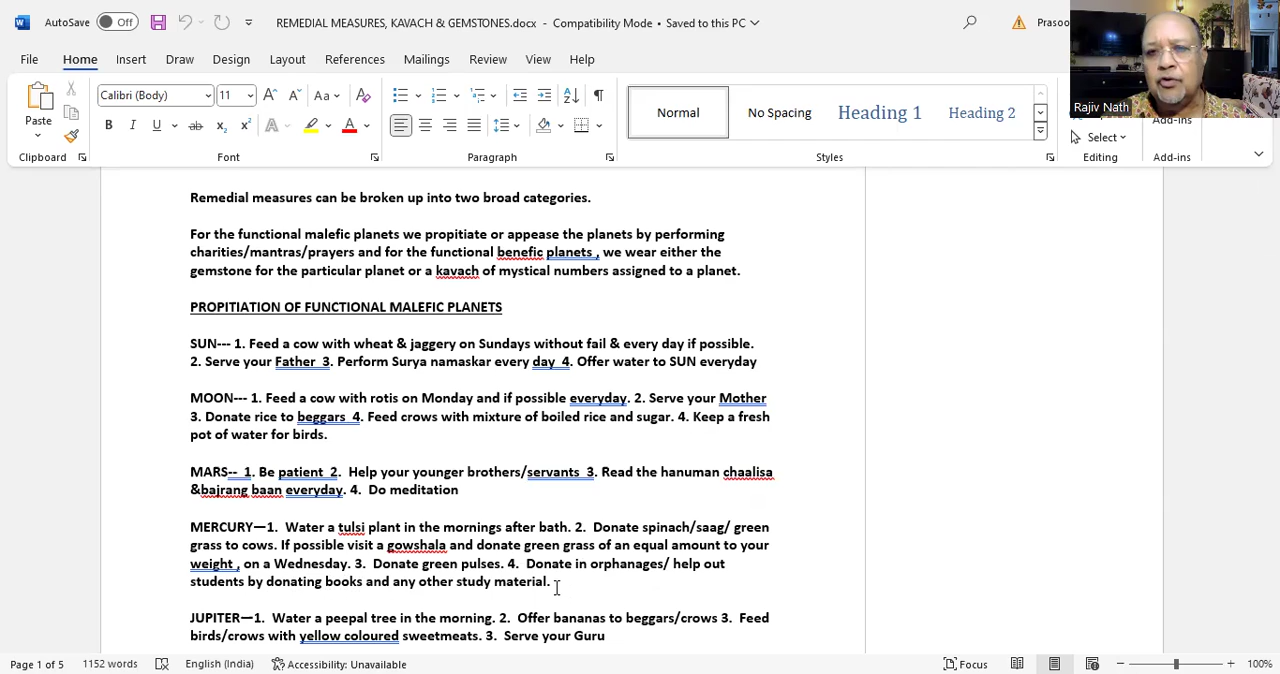 AutoSave Off REMEDIAL MEASURES, KAVACH & GEMSTONES.docx - Compatibility Mode • Saved to this PC Prasoo
File Home Insert Draw Design Layout References Mailings Review View Help
Paste Calibri (Body) 11 Aa Normal No Spacing Heading 1 Heading 2
Rajiv Nath
Add-ins
Select
Clipboard Font Paragraph Styles Editing Add-ins
Remedial measures can be broken up into two broad categories.
For the functional malefic planets we propitiate or appease the planets by performing
charities/mantras/prayers and for the functional benefic planets , we wear either the
gemstone for the particular planet or a kavach of mystical numbers assigned to a planet.
PROPITIATION OF FUNCTIONAL MALEFIC PLANETS
SUN--- 1. Feed a cow with wheat & jaggery on Sundays without fail & every day if possible.
2. Serve your Father 3. Perform Surya namaskar every day 4. Offer water to SUN everyday
MOON--- 1. Feed a cow with rotis on Monday and if possible everyday. 2. Serve your Mother
3. Donate rice to beggars 4. Feed crows with mixture of boiled rice and sugar. 4. Keep a fresh
pot of water for birds.
MARS-- 1. Be patient 2. Help your younger brothers/servants 3. Read the hanuman chaalisa
&bajrang baan everyday. 4. Do meditation
MERCURY—1. Water a tulsi plant in the mornings after bath. 2. Donate spinach/saag/ green
grass to cows. If possible visit a gowshala and donate green grass of an equal amount to your
weight , on a Wednesday. 3. Donate green pulses. 4. Donate in orphanages/ help out
students by donating books and any other study material.
JUPITER—1. Water a peepal tree in the morning. 2. Offer bananas to beggars/crows 3. Feed
birds/crows with yellow coloured sweetmeats. 3. Serve your Guru
Page 1 of 5 1152 words English (India) Accessibility: Unavailable Focus 100%